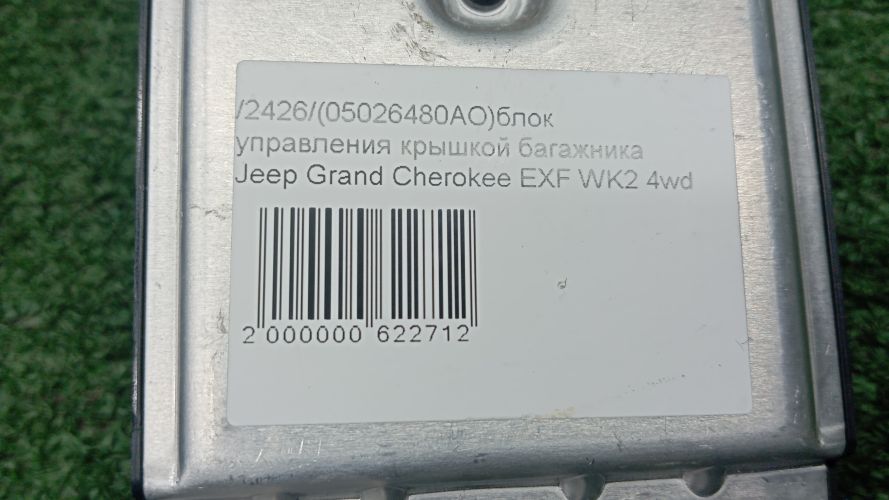 /2426/(05026480AO)блок
управления крышкой багажника
Jeep Grand Cherokee EXF WK2 4wd
2 000000 622712